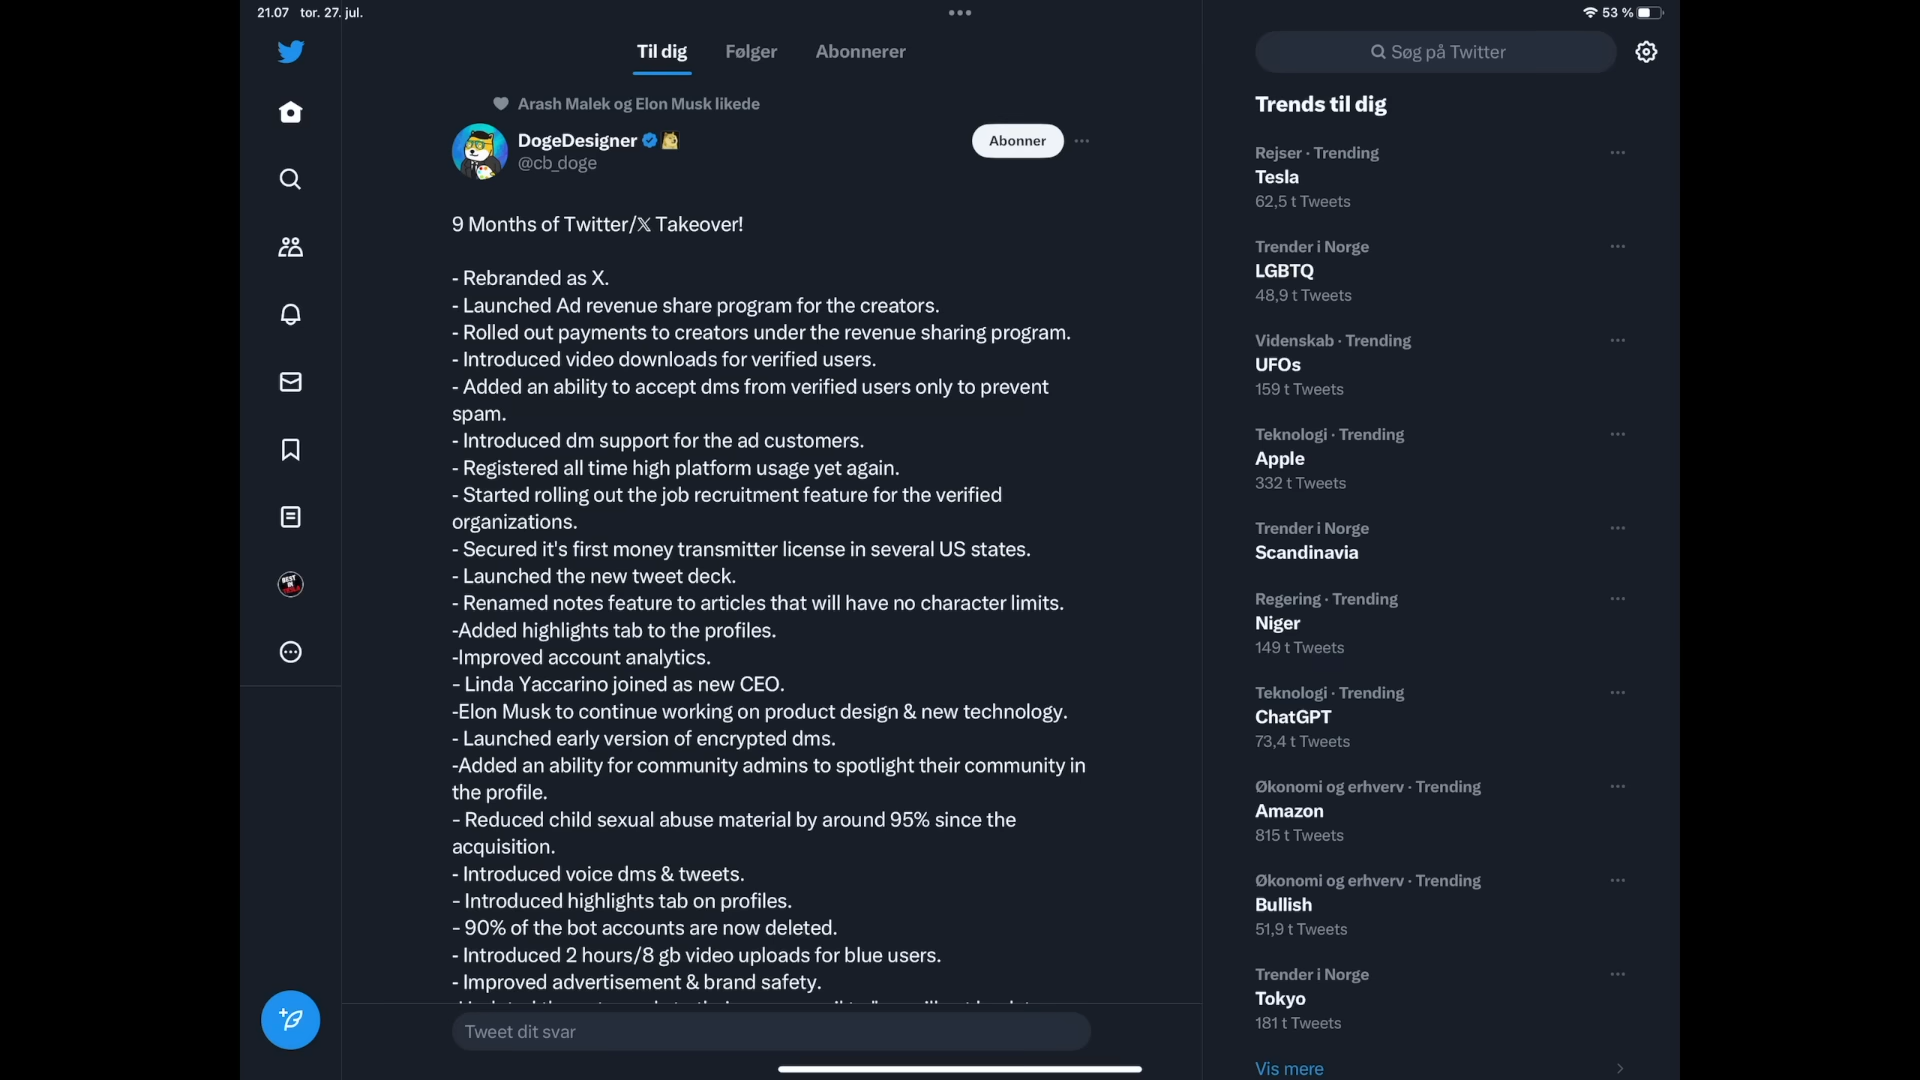 21.07 tor. 27. jul.
53 %
Til dig
Følger
Abonnerer
Arash Malek og Elon Musk likede
DogeDesigner
@cb_doge
Abonner
9 Months of Twitter/𝕏 Takeover!
- Rebranded as X.
- Launched Ad revenue share program for the creators.
- Rolled out payments to creators under the revenue sharing program.
- Introduced video downloads for verified users.
- Added an ability to accept dms from verified users only to prevent
spam.
- Introduced dm support for the ad customers.
- Registered all time high platform usage yet again.
- Started rolling out the job recruitment feature for the verified
organizations.
- Secured it's first money transmitter license in several US states.
- Launched the new tweet deck.
- Renamed notes feature to articles that will have no character limits.
-Added highlights tab to the profiles.
-Improved account analytics.
- Linda Yaccarino joined as new CEO.
-Elon Musk to continue working on product design & new technology.
- Launched early version of encrypted dms.
-Added an ability for community admins to spotlight their community in
the profile.
- Reduced child sexual abuse material by around 95% since the
acquisition.
- Introduced voice dms & tweets.
- Introduced highlights tab on profiles.
- 90% of the bot accounts are now deleted.
- Introduced 2 hours/8 gb video uploads for blue users.
- Improved advertisement & brand safety.
Tweet dit svar
Søg på Twitter
Trends til dig
Rejser · Trending
Tesla
62,5 t Tweets
Trender i Norge
LGBTQ
48,9 t Tweets
Videnskab · Trending
UFOs
159 t Tweets
Teknologi · Trending
Apple
332 t Tweets
Trender i Norge
Scandinavia
Regering · Trending
Niger
149 t Tweets
Teknologi · Trending
ChatGPT
73,4 t Tweets
Økonomi og erhverv · Trending
Amazon
815 t Tweets
Økonomi og erhverv · Trending
Bullish
51,9 t Tweets
Trender i Norge
Tokyo
181 t Tweets
Vis mere
BEST
IN
TESLA